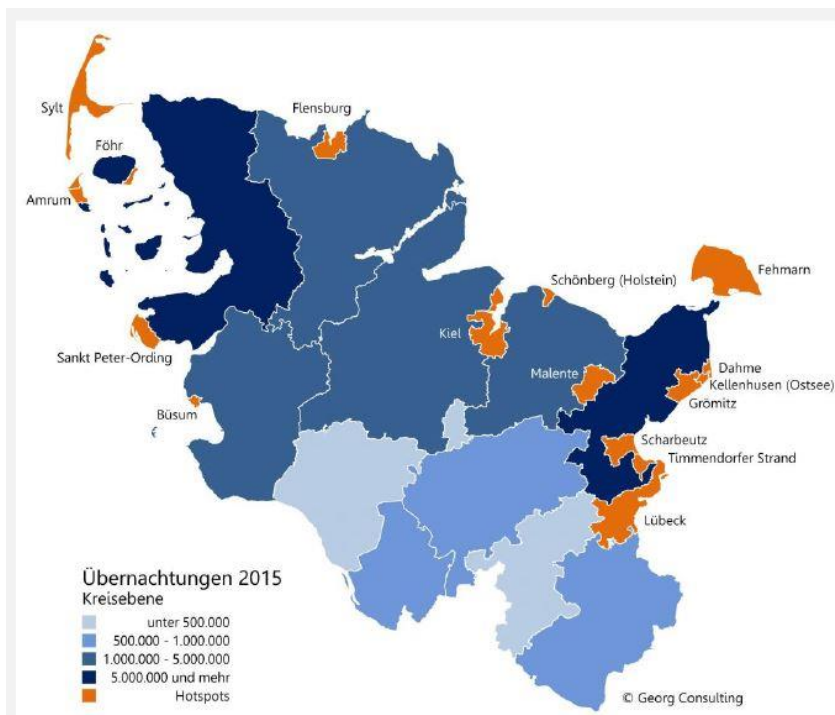 Sylt
Flensburg
Föhr
Amrum
Fehmarn
Schönberg (Holstein)
Kiel
Sankt Peter-Ording
Malente
Dahme
Kellenhusen (Ostsee)
Grömitz
Büsum
Scharbeutz
Timmendorfer Strand
Lübeck
Übernachtungen 2015
Kreisebene
unter 500.000
500.000 - 1.000.000
1.000.000 - 5.000.000
5.000.000 und mehr
Hotspots
© Georg Consulting